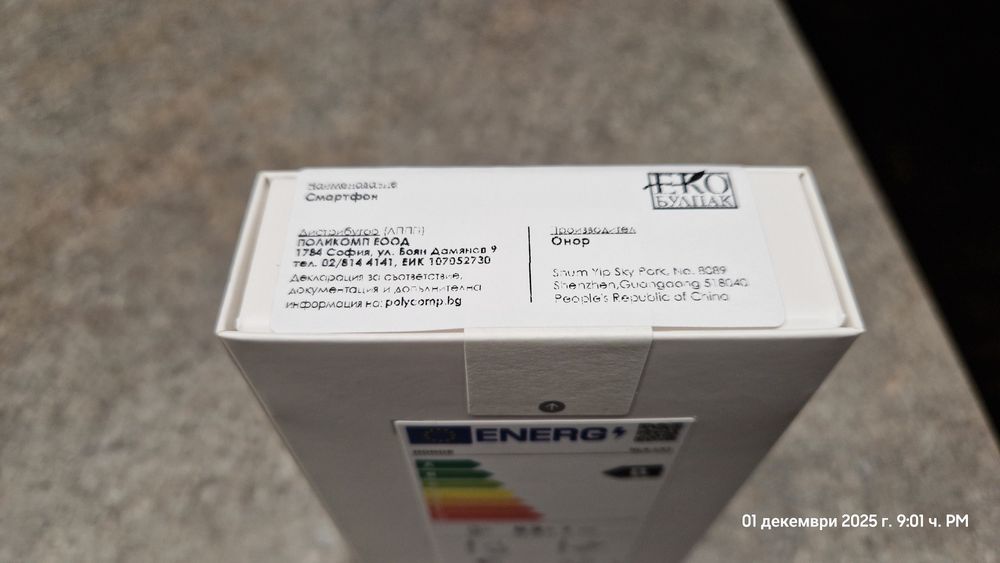 Наименование
Смартфон
ЕКО
БУЛПАК
Дистрибутор (ЛППБ)
ПОЛИКОМП ЕООД
1784 София, ул. Боян Дамянов 9
тел. 02/814 4141, ЕИК 107052730
Декларация за съответствие,
документация и допълнителна
информация на: polycomp.bg
Производител
Онор
Shum Yip Sky Park, No. 8089
Shenzhen,Guangdong 518040
People's Republic of China
ENERG
HONOR
A
B
01 декември 2025 г. 9:01 ч. PM